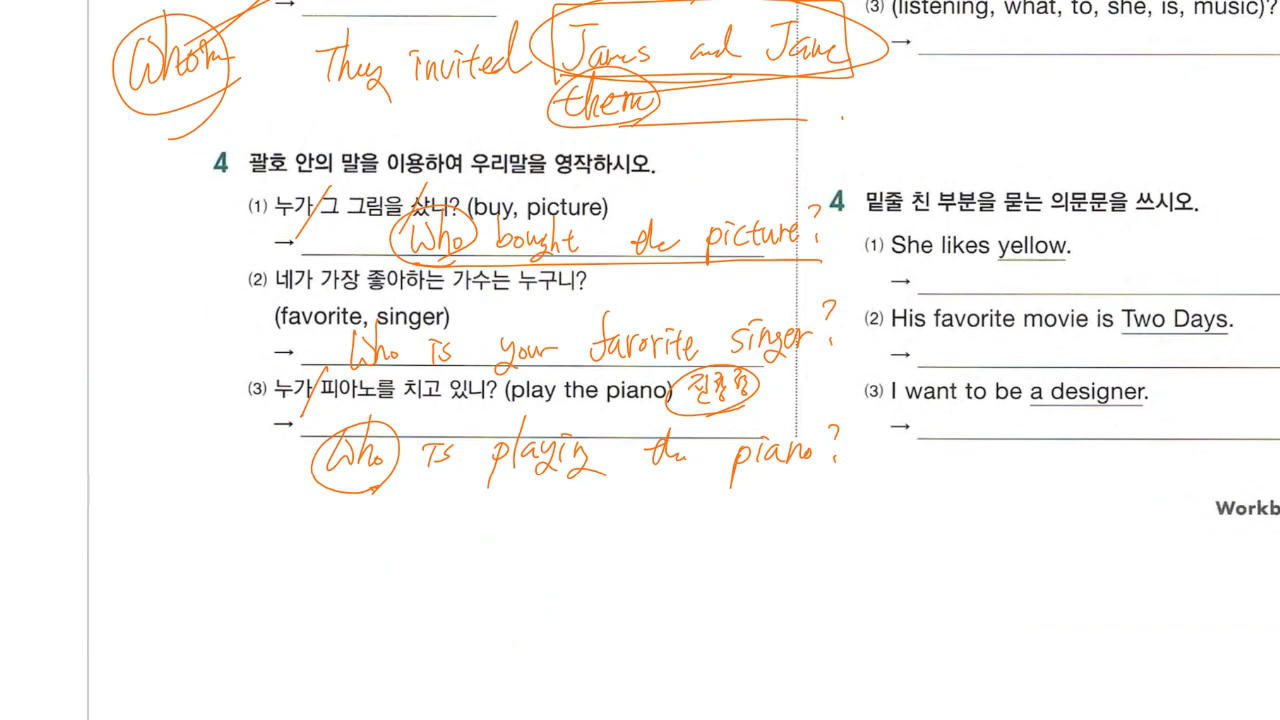 →
Whom They invited James and Jane
them .
4 괄호 안의 말을 이용하여 우리말을 영작하시오.
(1) 누가 그 그림을 샀니? (buy, picture)
→ Who bought the picture?
(2) 네가 가장 좋아하는 가수는 누구니?
(favorite, singer)
→ Who is your favorite singer?
(3) 누가 피아노를 치고 있니? (play the piano) 진행형
→
Who is playing the piano?
(3) (listening, what, to, she, is, music)?
→
4 밑줄 친 부분을 묻는 의문문을 쓰시오.
(1) She likes yellow.
→
(2) His favorite movie is Two Days.
→
(3) I want to be a designer.
→
Workb